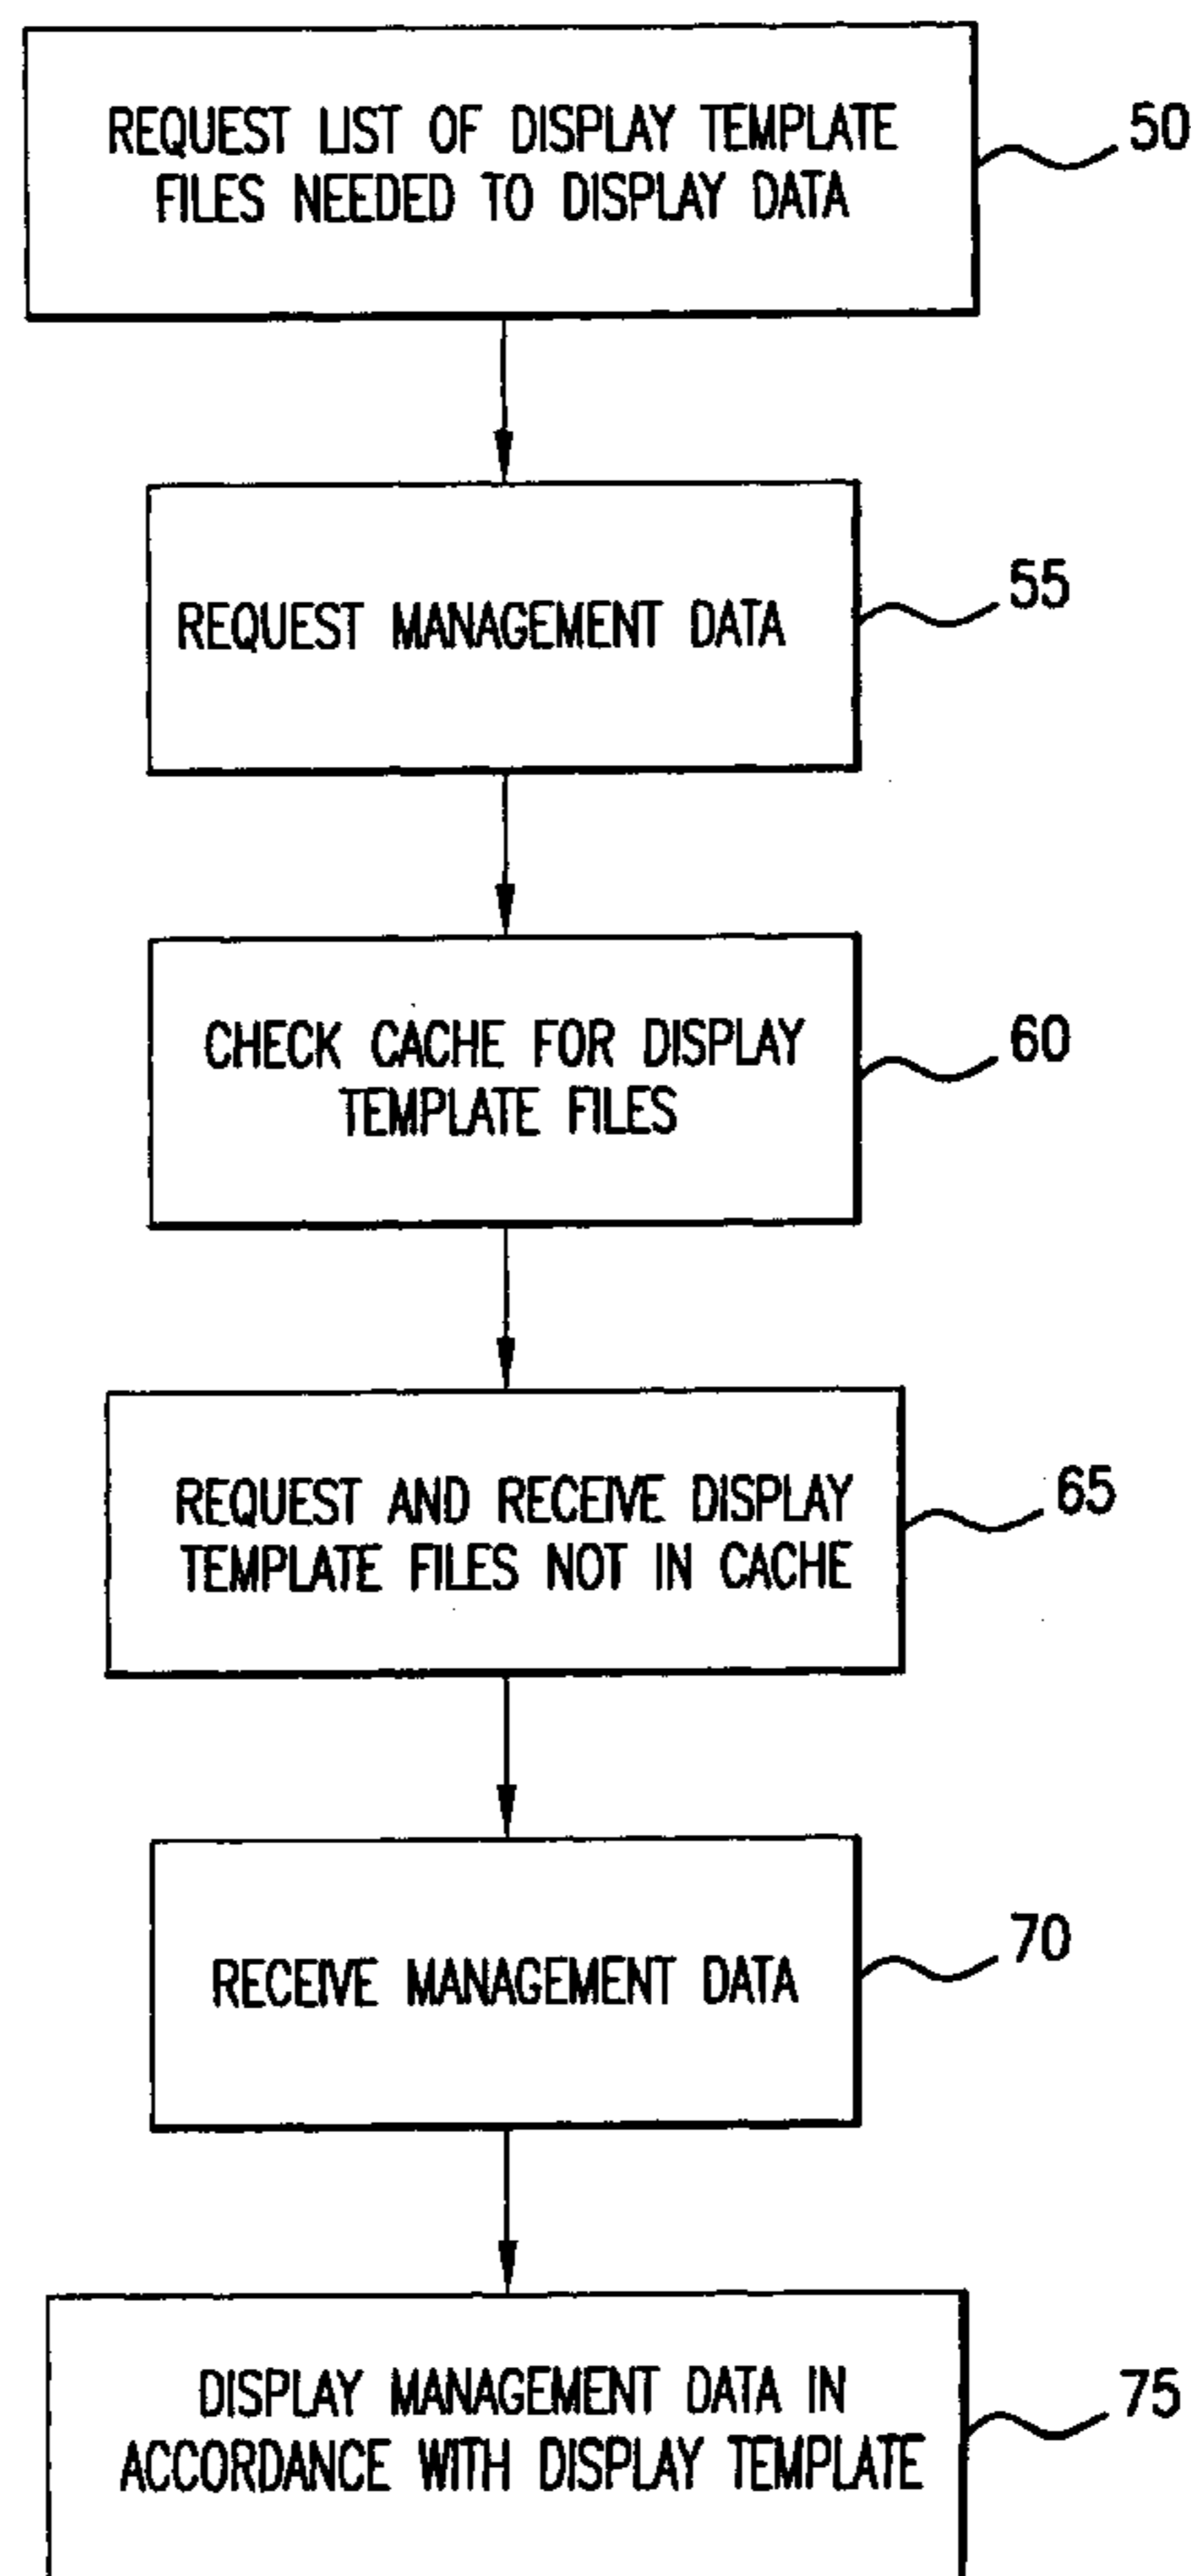 REQUEST LIST OF DISPLAY TEMPLATE
FILES NEEDED TO DISPLAY DATA
50
REQUEST MANAGEMENT DATA
55
CHECK CACHE FOR DISPLAY
TEMPLATE FILES
60
REQUEST AND RECEIVE DISPLAY
TEMPLATE FILES NOT IN CACHE
65
RECEIVE MANAGEMENT DATA
70
DISPLAY MANAGEMENT DATA IN
ACCORDANCE WITH DISPLAY TEMPLATE
75